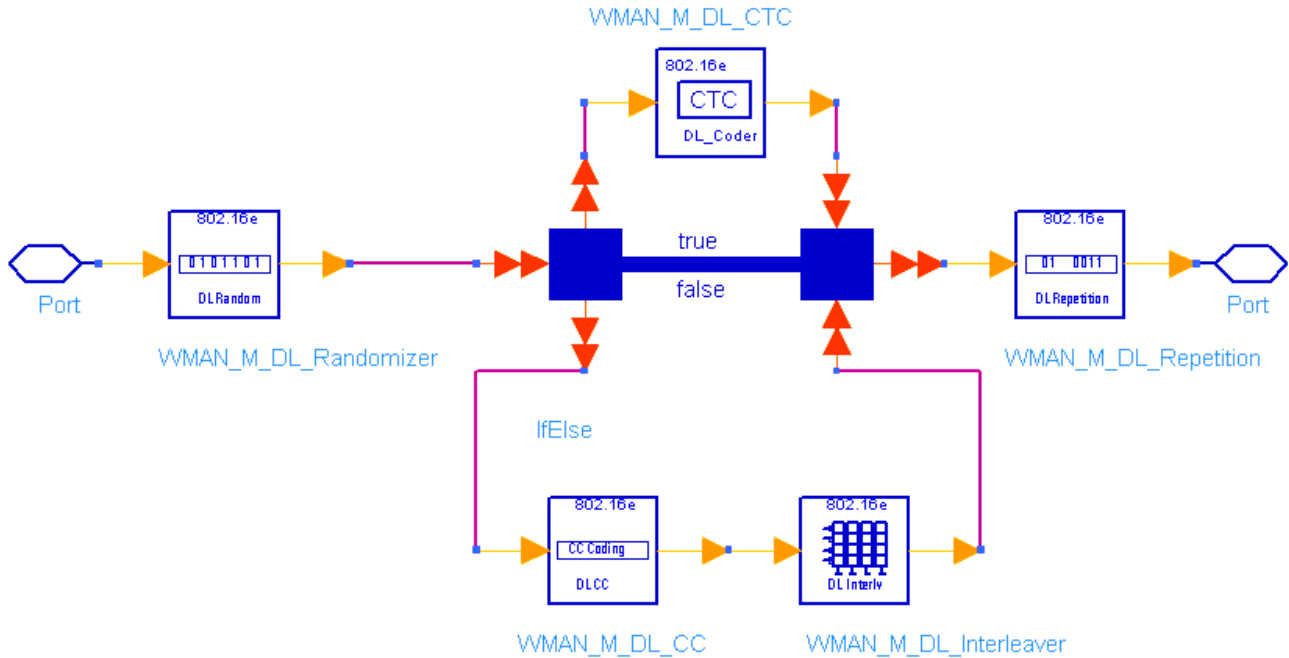 WMAN_M_DL_CTC
802.16e
CTC
DL_Coder
802.16e
0101101
DLRandom
true
false
802.16e
01 0011
DLRepetition
Port
Port
WMAN_M_DL_Randomizer
WMAN_M_DL_Repetition
IfElse
802.16e
CC Coding
DLCC
802.16e
DL Interlv
WMAN_M_DL_CC
WMAN_M_DL_Interleaver